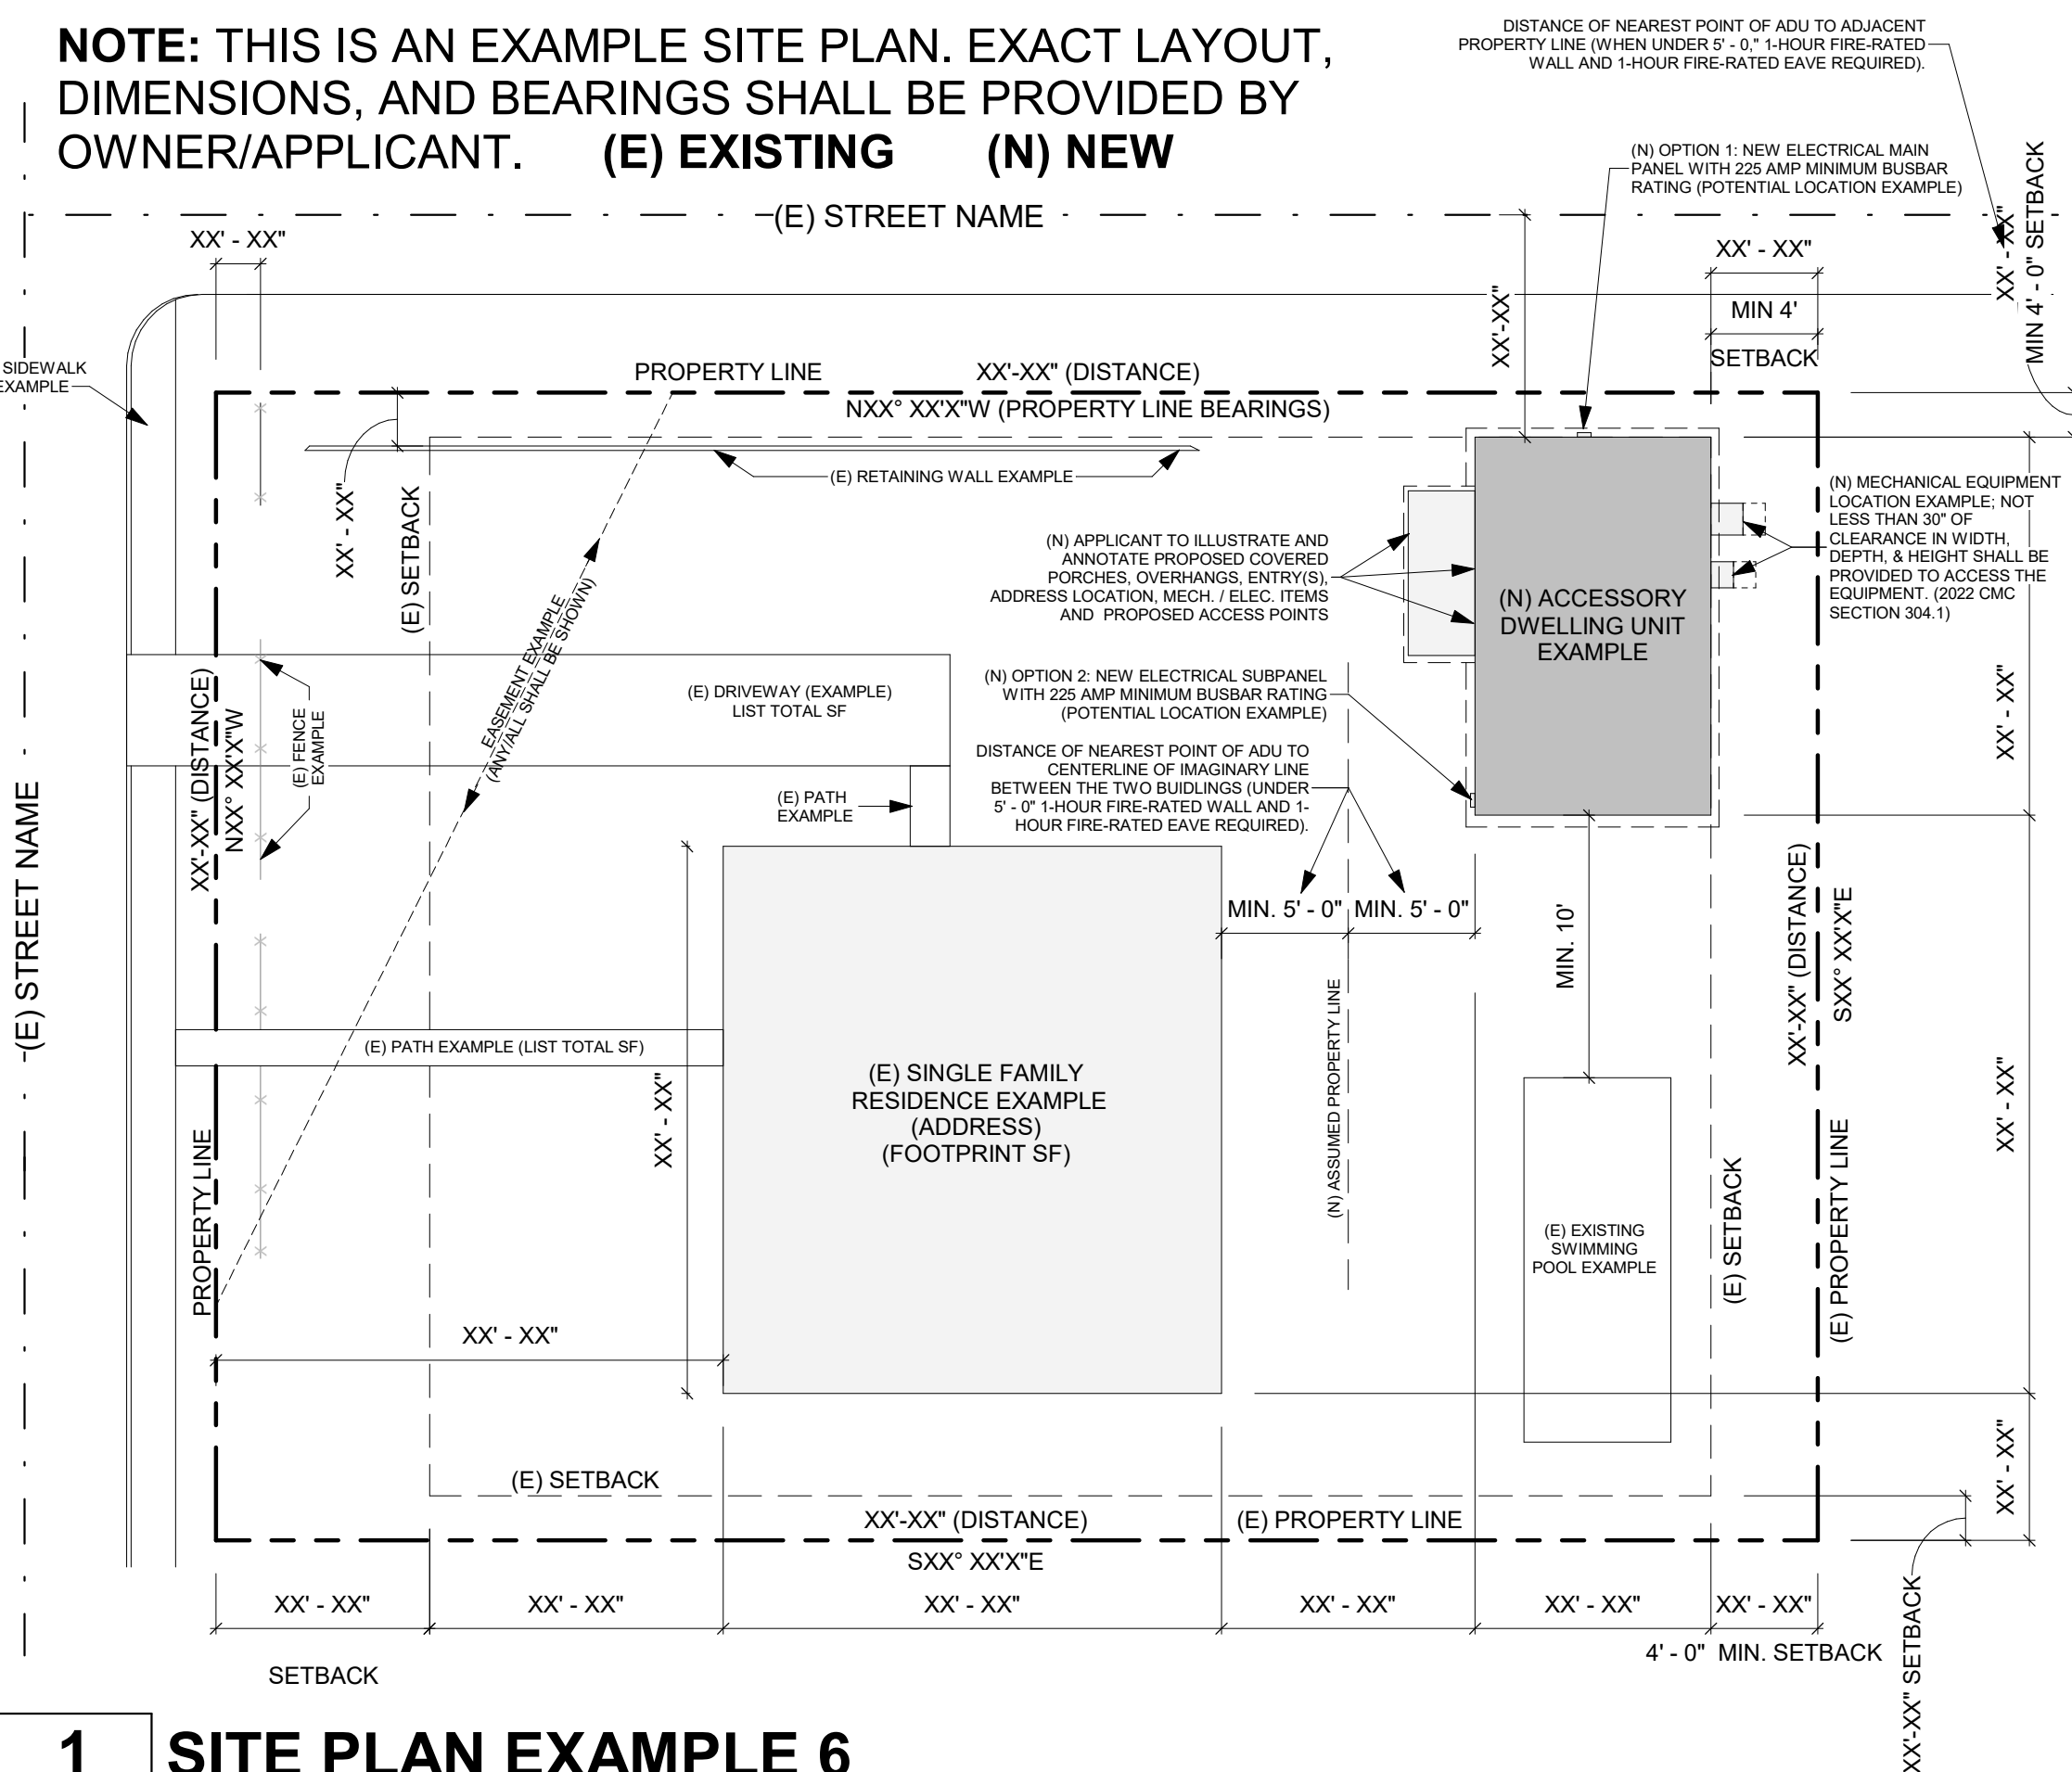 NOTE: THIS IS AN EXAMPLE SITE PLAN. EXACT LAYOUT,
DIMENSIONS, AND BEARINGS SHALL BE PROVIDED BY
OWNER/APPLICANT. (E) EXISTING (N) NEW
DISTANCE OF NEAREST POINT OF ADU TO ADJACENT
PROPERTY LINE (WHEN UNDER 5' - 0," 1-HOUR FIRE-RATED
WALL AND 1-HOUR FIRE-RATED EAVE REQUIRED).
(N) OPTION 1: NEW ELECTRICAL MAIN
PANEL WITH 225 AMP MINIMUM BUSBAR
RATING (POTENTIAL LOCATION EXAMPLE)
(E) STREET NAME
XX' - XX"
XX'-XX"
XX' - XX"
MIN 4'
SETBACK
XX' - XX"
MIN 4' - 0" SETBACK
SIDEWALK
EXAMPLE
PROPERTY LINE
XX'-XX" (DISTANCE)
NXX° XX'X"W (PROPERTY LINE BEARINGS)
(E) RETAINING WALL EXAMPLE
XX' - XX"
(E) SETBACK
EASEMENT EXAMPLE
(ANY/ALL SHALL BE SHOWN)
(N) APPLICANT TO ILLUSTRATE AND
ANNOTATE PROPOSED COVERED
PORCHES, OVERHANGS, ENTRY(S),
ADDRESS LOCATION, MECH. / ELEC. ITEMS
AND PROPOSED ACCESS POINTS
(N) ACCESSORY
DWELLING UNIT
EXAMPLE
(N) MECHANICAL EQUIPMENT
LOCATION EXAMPLE; NOT
LESS THAN 30" OF
CLEARANCE IN WIDTH,
DEPTH, & HEIGHT SHALL BE
PROVIDED TO ACCESS THE
EQUIPMENT. (2022 CMC
SECTION 304.1)
(N) OPTION 2: NEW ELECTRICAL SUBPANEL
WITH 225 AMP MINIMUM BUSBAR RATING
(POTENTIAL LOCATION EXAMPLE)
(E) DRIVEWAY (EXAMPLE)
LIST TOTAL SF
XX'-XX" (DISTANCE)
NXX° XX'X"W
(E) FENCE
EXAMPLE
XX' - XX"
DISTANCE OF NEAREST POINT OF ADU TO
CENTERLINE OF IMAGINARY LINE
BETWEEN THE TWO BUIDLINGS (UNDER
5' - 0" 1-HOUR FIRE-RATED WALL AND 1-
HOUR FIRE-RATED EAVE REQUIRED).
(E) PATH
EXAMPLE
(E) STREET NAME
MIN. 5' - 0"
MIN. 5' - 0"
MIN. 10'
XX'-XX" (DISTANCE)
SXX° XX'X"E
(E) PATH EXAMPLE (LIST TOTAL SF)
XX' - XX"
(E) SINGLE FAMILY
RESIDENCE EXAMPLE
(ADDRESS)
(FOOTPRINT SF)
(N) ASSUMED PROPERTY LINE
XX' - XX"
PROPERTY LINE
(E) EXISTING
SWIMMING
POOL EXAMPLE
(E) SETBACK
(E) PROPERTY LINE
XX' - XX"
XX' - XX"
(E) SETBACK
XX'-XX" (DISTANCE)
(E) PROPERTY LINE
SXX° XX'X"E
XX' - XX"
XX' - XX"
XX' - XX"
XX' - XX"
XX' - XX"
XX' - XX"
SETBACK
4' - 0" MIN. SETBACK
XX'-XX" SETBACK
1
SITE PLAN EXAMPLE 6